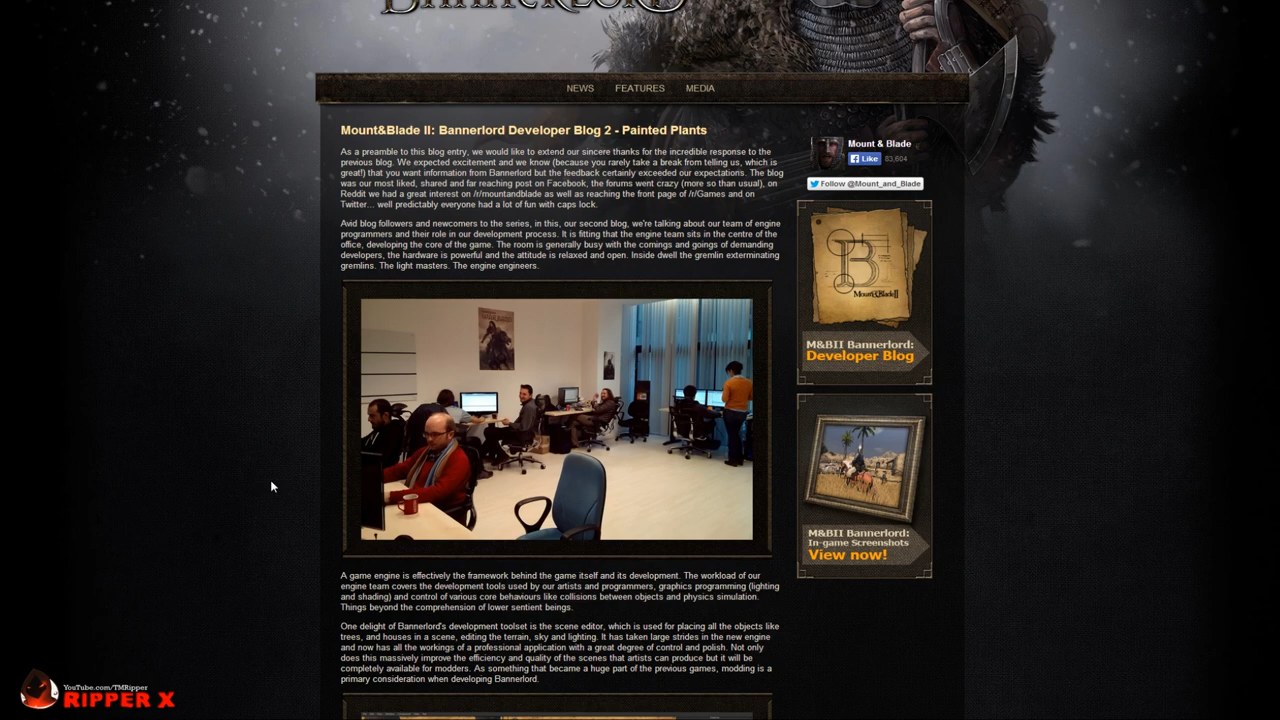 BANNERLORD
NEWS
FEATURES
MEDIA
Mount&Blade II: Bannerlord Developer Blog 2 - Painted Plants
As a preamble to this blog entry, we would like to extend our sincere thanks for the incredible response to the
previous blog. We expected excitement and we know (because you rarely take a break from telling us, which is
great!) that you want information from Bannerlord but the feedback certainly exceeded our expectations. The blog
was our most liked, shared and far reaching post on Facebook, the forums went crazy (more so than usual), on
Reddit we had a great interest on /r/mountandblade as well as reaching the front page of /r/Games and on
Twitter... well predictably everyone had a lot of fun with caps lock.
Avid blog followers and newcomers to the series, in this, our second blog, we're talking about our team of engine
programmers and their role in our development process. It is fitting that the engine team sits in the centre of the
office, developing the core of the game. The room is generally busy with the comings and goings of demanding
developers, the hardware is powerful and the attitude is relaxed and open. Inside dwell the gremlin exterminating
gremlins. The light masters. The engine engineers.
A game engine is effectively the framework behind the game itself and its development. The workload of our
engine team covers the development tools used by our artists and programmers, graphics programming (lighting
and shading) and control of various core behaviours like collisions between objects and physics simulation.
Things beyond the comprehension of lower sentient beings.
One delight of Bannerlord's development toolset is the scene editor, which is used for placing all the objects like
trees, and houses in a scene, editing the terrain, sky and lighting. It has taken large strides in the new engine
and now has all the workings of a professional application with a great degree of control and polish. Not only
does this massively improve the efficiency and quality of the scenes that artists can produce but it will be
completely available for modders. As something that became a huge part of the previous games, modding is a
primary consideration when developing Bannerlord.
Mount & Blade
Like 83,604
Follow @Mount_and_Blade
Mount&Blade II
M&BII Bannerlord:
Developer Blog
M&BII Bannerlord:
In-game Screenshots
View now!
YouTube.com/TMRipper
RIPPER X